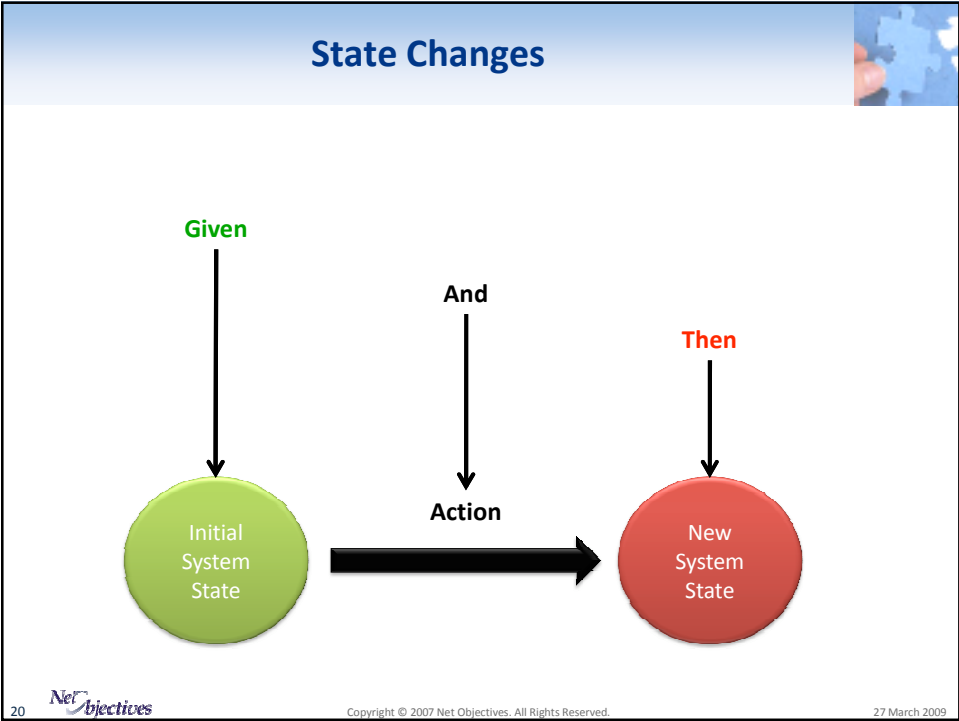 State Changes
Given
And
Then
Action
Initial
System
State
New
System
State
20
Net Objectives
Copyright © 2007 Net Objectives. All Rights Reserved.
27 March 2009